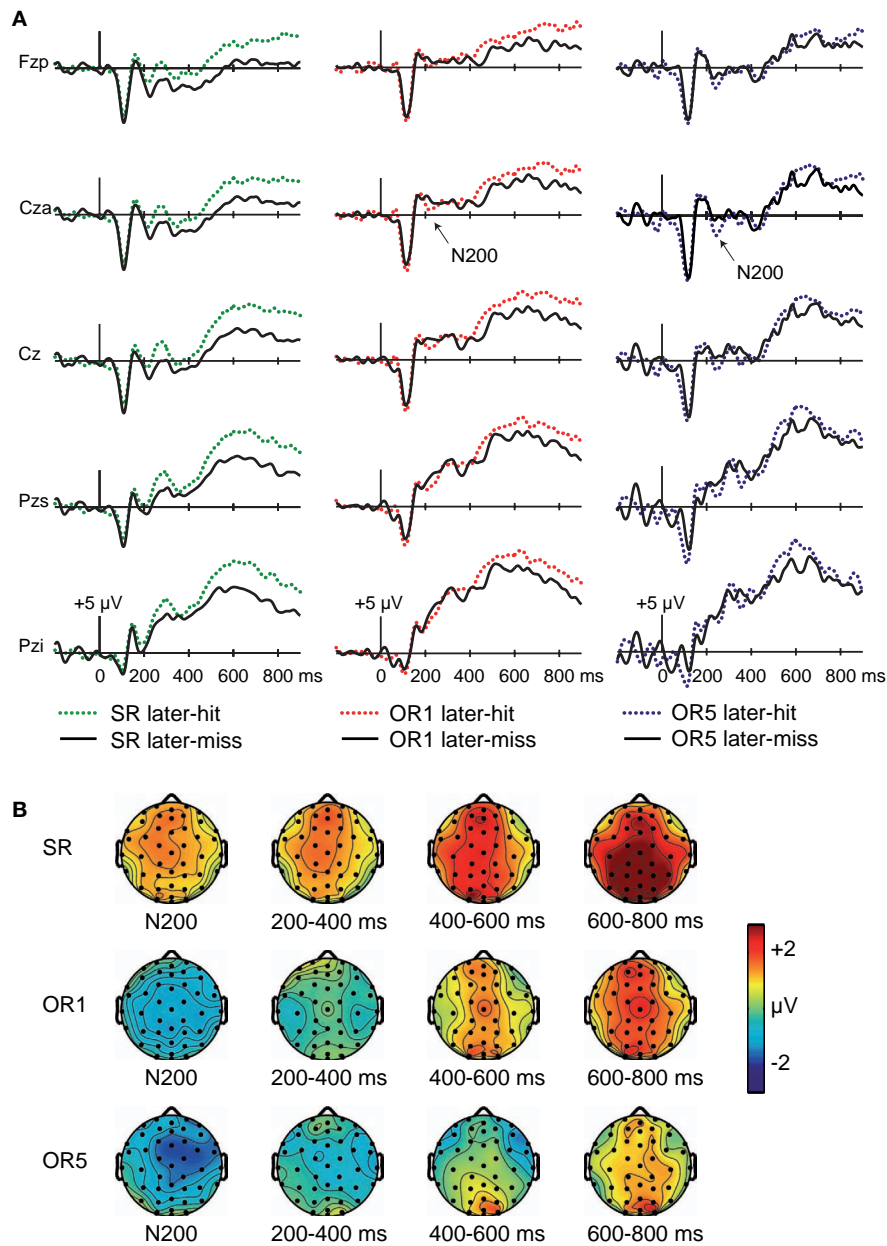 A
Fzp
Cza
N200
N200
Cz
Pzs
+5 µV
+5 µV
+5 µV
Pzi
0 200 400 600 ms
0 200 400 600 ms
0 200 400 600 ms
SR later-hit
SR later-miss
OR1 later-hit
OR1 later-miss
OR5 later-hit
OR5 later-miss
B
SR
N200 200-400 ms 400-600 ms 600-800 ms
+2
µV
-2
OR1
N200 200-400 ms 400-600 ms 600-800 ms
OR5
N200 200-400 ms 400-600 ms 600-800 ms